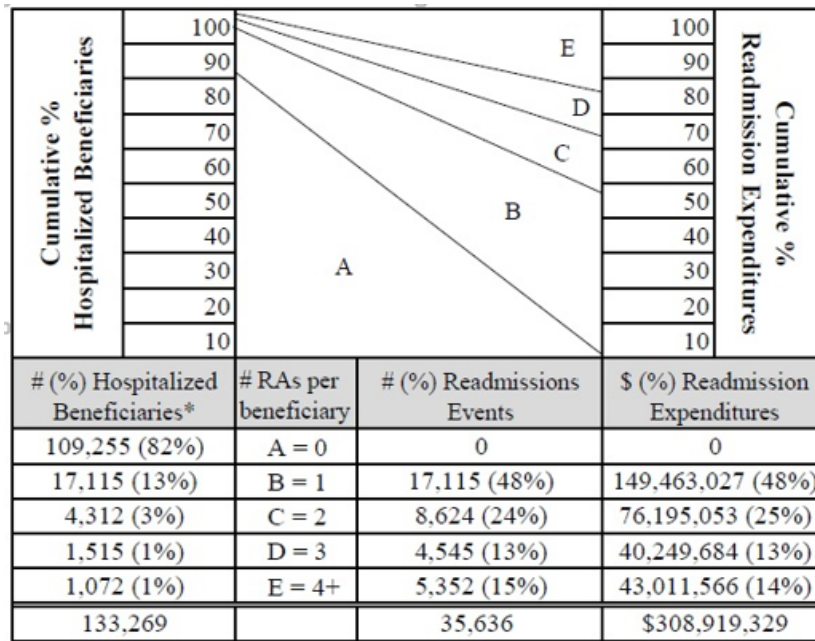 Cumulative %
Hospitalized Beneficiaries
100
90
80
70
60
50
40
30
20
10
E
D
C
B
A
100
90
80
70
60
50
40
30
20
10
Cumulative %
Readmission Expenditures
# (%) Hospitalized Beneficiaries* # RAs per beneficiary # (%) Readmissions Events $ (%) Readmission Expenditures
109,255 (82%) A = 0 0 0
17,115 (13%) B = 1 17,115 (48%) 149,463,027 (48%)
4,312 (3%) C = 2 8,624 (24%) 76,195,053 (25%)
1,515 (1%) D = 3 4,545 (13%) 40,249,684 (13%)
1,072 (1%) E = 4+ 5,352 (15%) 43,011,566 (14%)
133,269 35,636 $308,919,329